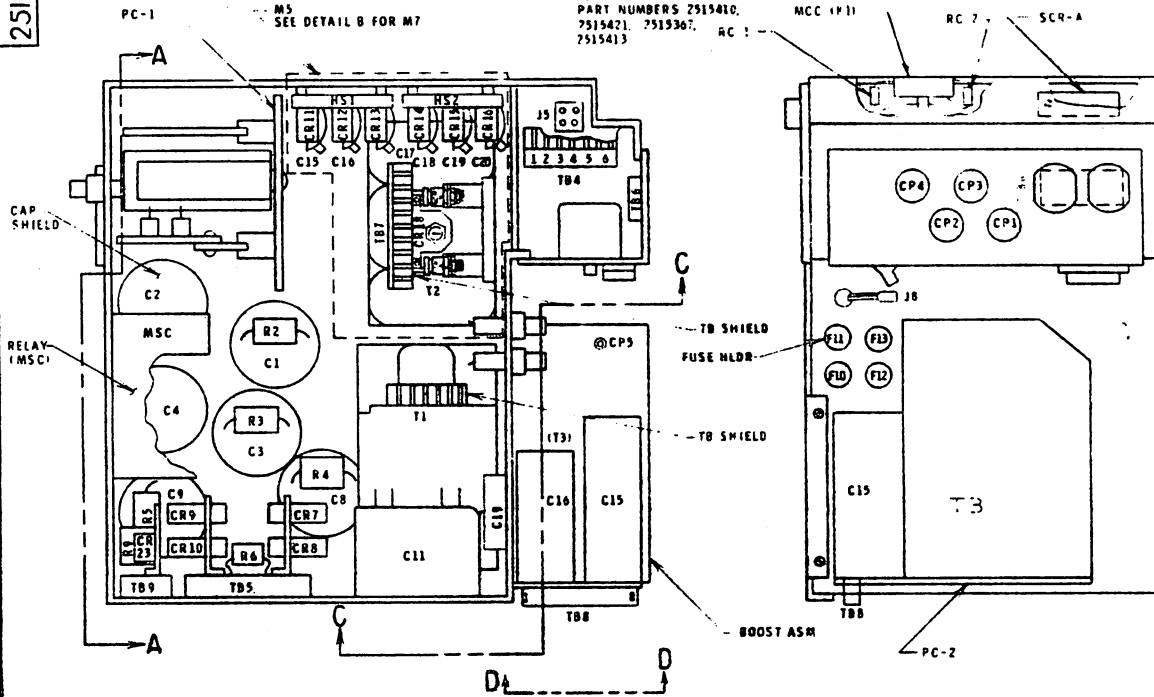 251
PC-1
M5
SEE DETAIL B FOR M7
PART NUMBERS 2515410,
2515421, 2515367,
2515413
RC 1
MCC (K1)
RC 2
SCR-A
A
HS1
HS2
CR11
CR12
CR13
CR14
CR15
CR16
C15
C16
C17
C18
C19
C20
J5
1 2 3 4 5 6
TB4
TB6
TB7
CR18
T2
CAP
SHIELD
C2
MSC
RELAY
(MSC)
C4
R2
C1
R3
C3
R4
C8
C9
R5
R9
CR
23
CR9
CR10
R6
CR7
CR8
TB9
TB5
T1
C11
C19
C
TB SHIELD
CP5
TB SHIELD
(T3)
C16
C15
TB8
BOOST ASM
A
C
D
D
CP4
CP3
CP2
CP1
J8
FUSE HLDR
F11
F13
F10
F12
C15
T3
TB8
PC-2